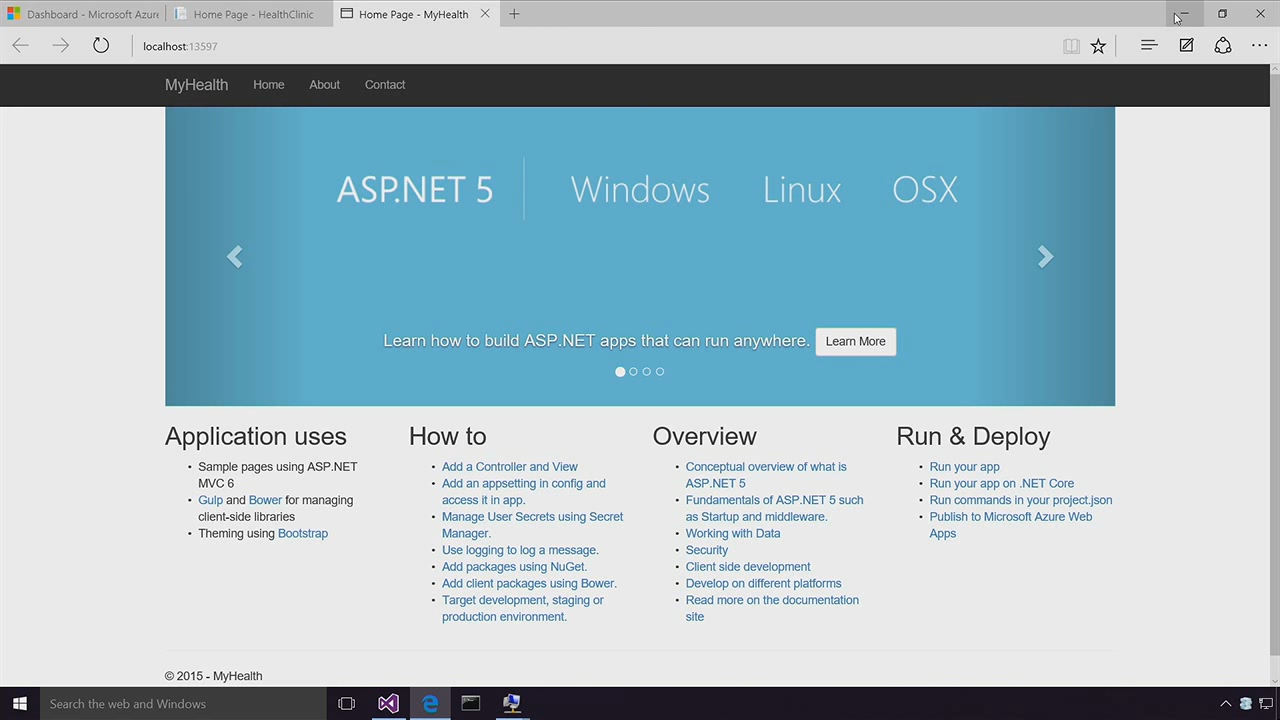 Dashboard - Microsoft Azure
Home Page - HealthClinic
Home Page - MyHealth
localhost:13597
MyHealth
Home
About
Contact
ASP.NET 5
Windows
Linux
OSX
Learn how to build ASP.NET apps that can run anywhere.
Learn More
Application uses
Sample pages using ASP.NET
MVC 6
Gulp and Bower for managing
client-side libraries
Theming using Bootstrap
How to
Add a Controller and View
Add an appsetting in config and
access it in app.
Manage User Secrets using Secret
Manager.
Use logging to log a message.
Add packages using NuGet.
Add client packages using Bower.
Target development, staging or
production environment.
Overview
Conceptual overview of what is
ASP.NET 5
Fundamentals of ASP.NET 5 such
as Startup and middleware.
Working with Data
Security
Client side development
Develop on different platforms
Read more on the documentation
site
Run & Deploy
Run your app
Run your app on .NET Core
Run commands in your project.json
Publish to Microsoft Azure Web
Apps
© 2015 - MyHealth
Search the web and Windows